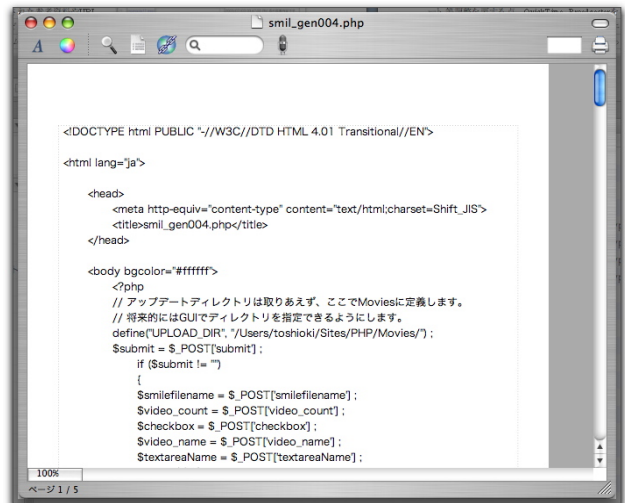 smil_gen004.php
A
<!DOCTYPE html PUBLIC "-//W3C//DTD HTML 4.01 Transitional//EN">
<html lang="ja">
<head>
<meta http-equiv="content-type" content="text/html;charset=Shift_JIS">
<title>smil_gen004.php</title>
</head>
<body bgcolor="#ffffff">
<?php
// アップデートディレクトリは取りあえず、ここでMoviesに定義します。
// 将来的にはGUIでディレクトリを指定できるようにします。
define("UPLOAD_DIR", "/Users/toshioki/Sites/PHP/Movies/") ;
$submit = $_POST['submit'] ;
if ($submit != "")
{
$smilefilename = $_POST['smilefilename'] ;
$video_count = $_POST['video_count'] ;
$checkbox = $_POST['checkbox'] ;
$video_name = $_POST['video_name'] ;
$textareaName = $_POST['textareaName'] ;
100%
ページ 1 / 5